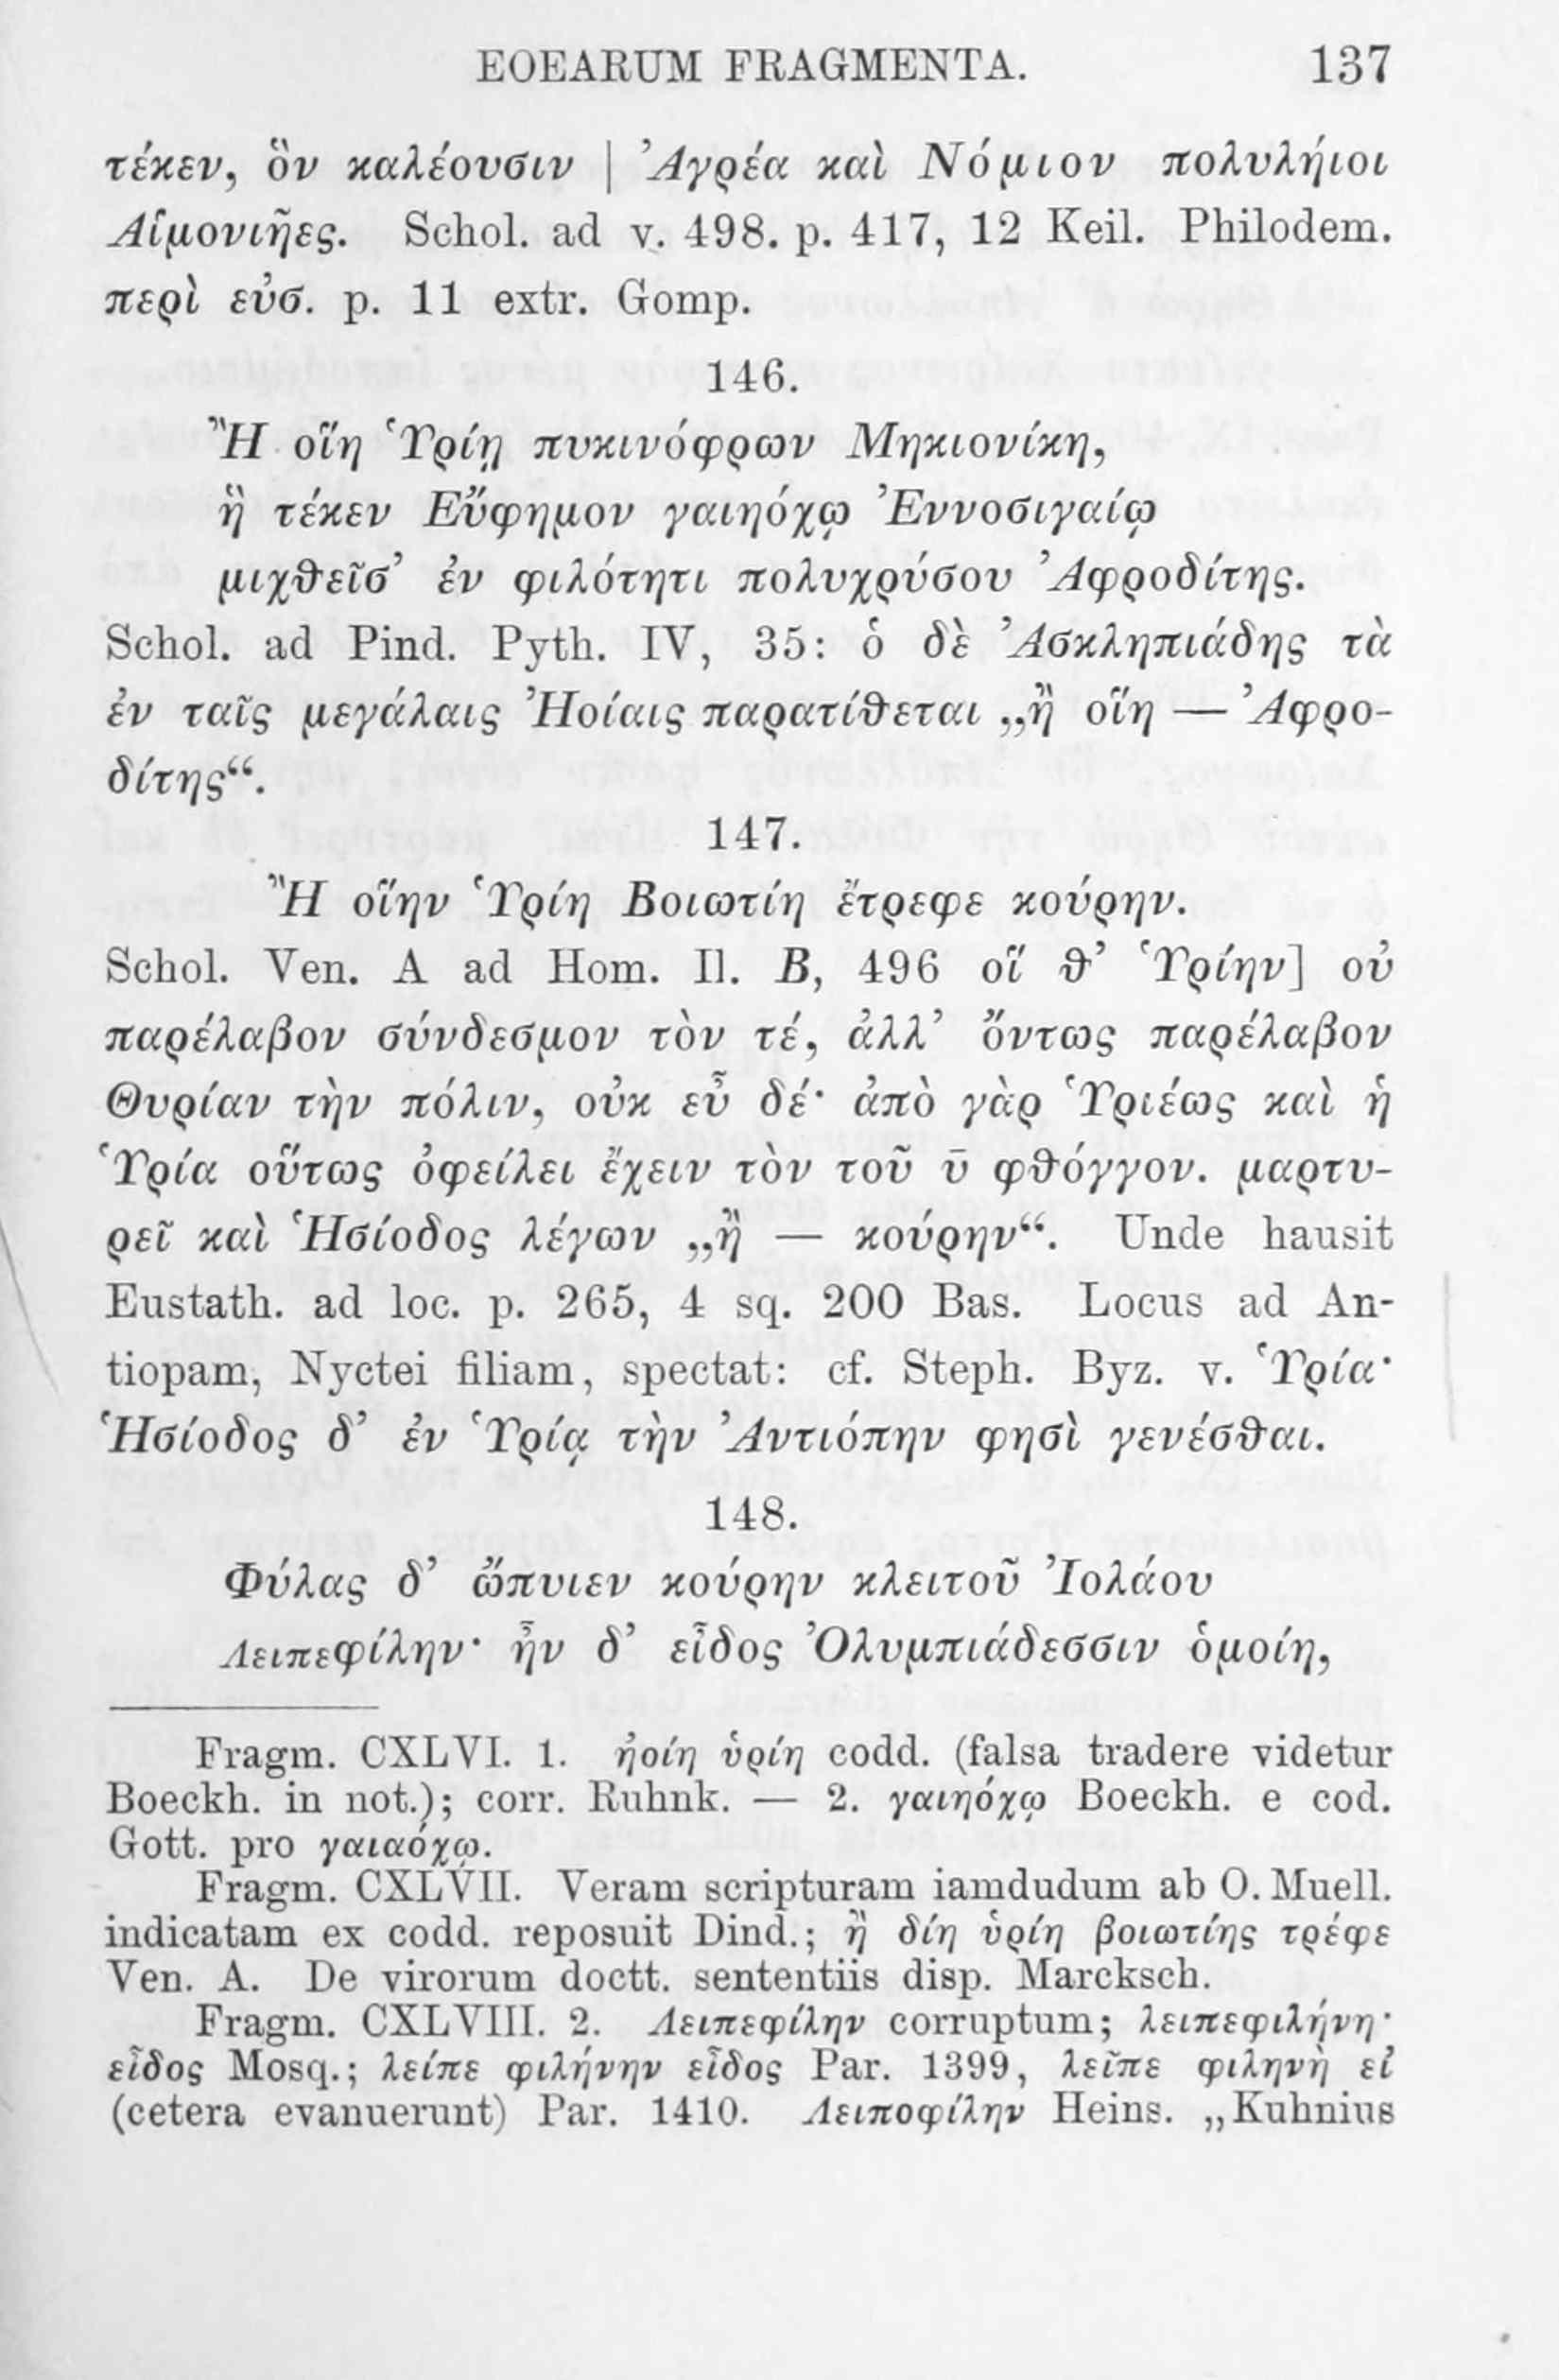 EOEARUM FRAGMENTA. 137
τέκεν, ὃν καλέουσιν | Ἀγρέα καὶ Νόμιον πολυλήιοι
Αἱμονιῆες. Schol. ad v. 498. p. 417, 12 Keil. Philodem.
περὶ εὐσ. p. 11 extr. Gomp.
146.
Ἢ οἵη Ὑρίῃ πυκινόφρων Μηκιονίκη,
ἣ τέκεν Εὔφημον γαιηόχῳ Ἐννοσιγαίῳ
μιχθεῖσ’ ἐν φιλότητι πολυχρύσου Ἀφροδίτης.
Schol. ad Pind. Pyth. IV, 35: ὁ δὲ Ἀσκληπιάδης τὰ
ἐν ταῖς μεγάλαις Ἠοίαις παρατίθεται „ἢ οἵη — Ἀφρο-
δίτης“.
147.
Ἢ οἵην Ὑρίη Βοιωτίη ἔτρεφε κούρην.
Schol. Ven. A ad Hom. Il. B, 496 οἵ θ’ Ὑρίην] οὐ
παρέλαβον σύνδεσμον τὸν τέ, ἀλλ’ ὄντως παρέλαβον
Θυρίαν τὴν πόλιν, οὐκ εὖ δέ· ἀπὸ γὰρ Ὑριέως καὶ ἡ
Ὑρία οὕτως ὀφείλει ἔχειν τὸν τοῦ ῡ φθόγγον. μαρτυ-
ρεῖ καὶ Ἡσίοδος λέγων „ἢ — κούρην“. Unde hausit
Eustath. ad loc. p. 265, 4 sq. 200 Bas. Locus ad An-
tiopam, Nyctei filiam, spectat: cf. Steph. Byz. v. Ὑρία·
Ἡσίοδος δ’ ἐν Ὑρίᾳ τὴν Ἀντιόπην φησὶ γενέσθαι.
148.
Φύλας δ’ ὤπυιεν κούρην κλειτοῦ Ἰολάου
Λειπεφίλην· ἦν δ’ εἶδος Ὀλυμπιάδεσσιν ὁμοίη,
Fragm. CXLVI. 1. ἠοίη ὑρίη codd. (falsa tradere videtur
Boeckh. in not.); corr. Ruhnk. — 2. γαιηόχῳ Boeckh. e cod.
Gott. pro γαιαόχῳ.
Fragm. CXLVII. Veram scripturam iamdudum ab O. Muell.
indicatam ex codd. reposuit Dind.; ἢ δίη ὑρίη βοιωτίης τρέφε
Ven. A. De virorum doctt. sententiis disp. Marcksch.
Fragm. CXLVIII. 2. Λειπεφίλην corruptum; λειπεφιλήνη·
εἶδος Mosq.; λείπε φιλήνην εἶδος Par. 1399, λεῖπε φιληνὴ εἰ
(cetera evanuerunt) Par. 1410. Λειποφίλην Heins. „Kuhnius